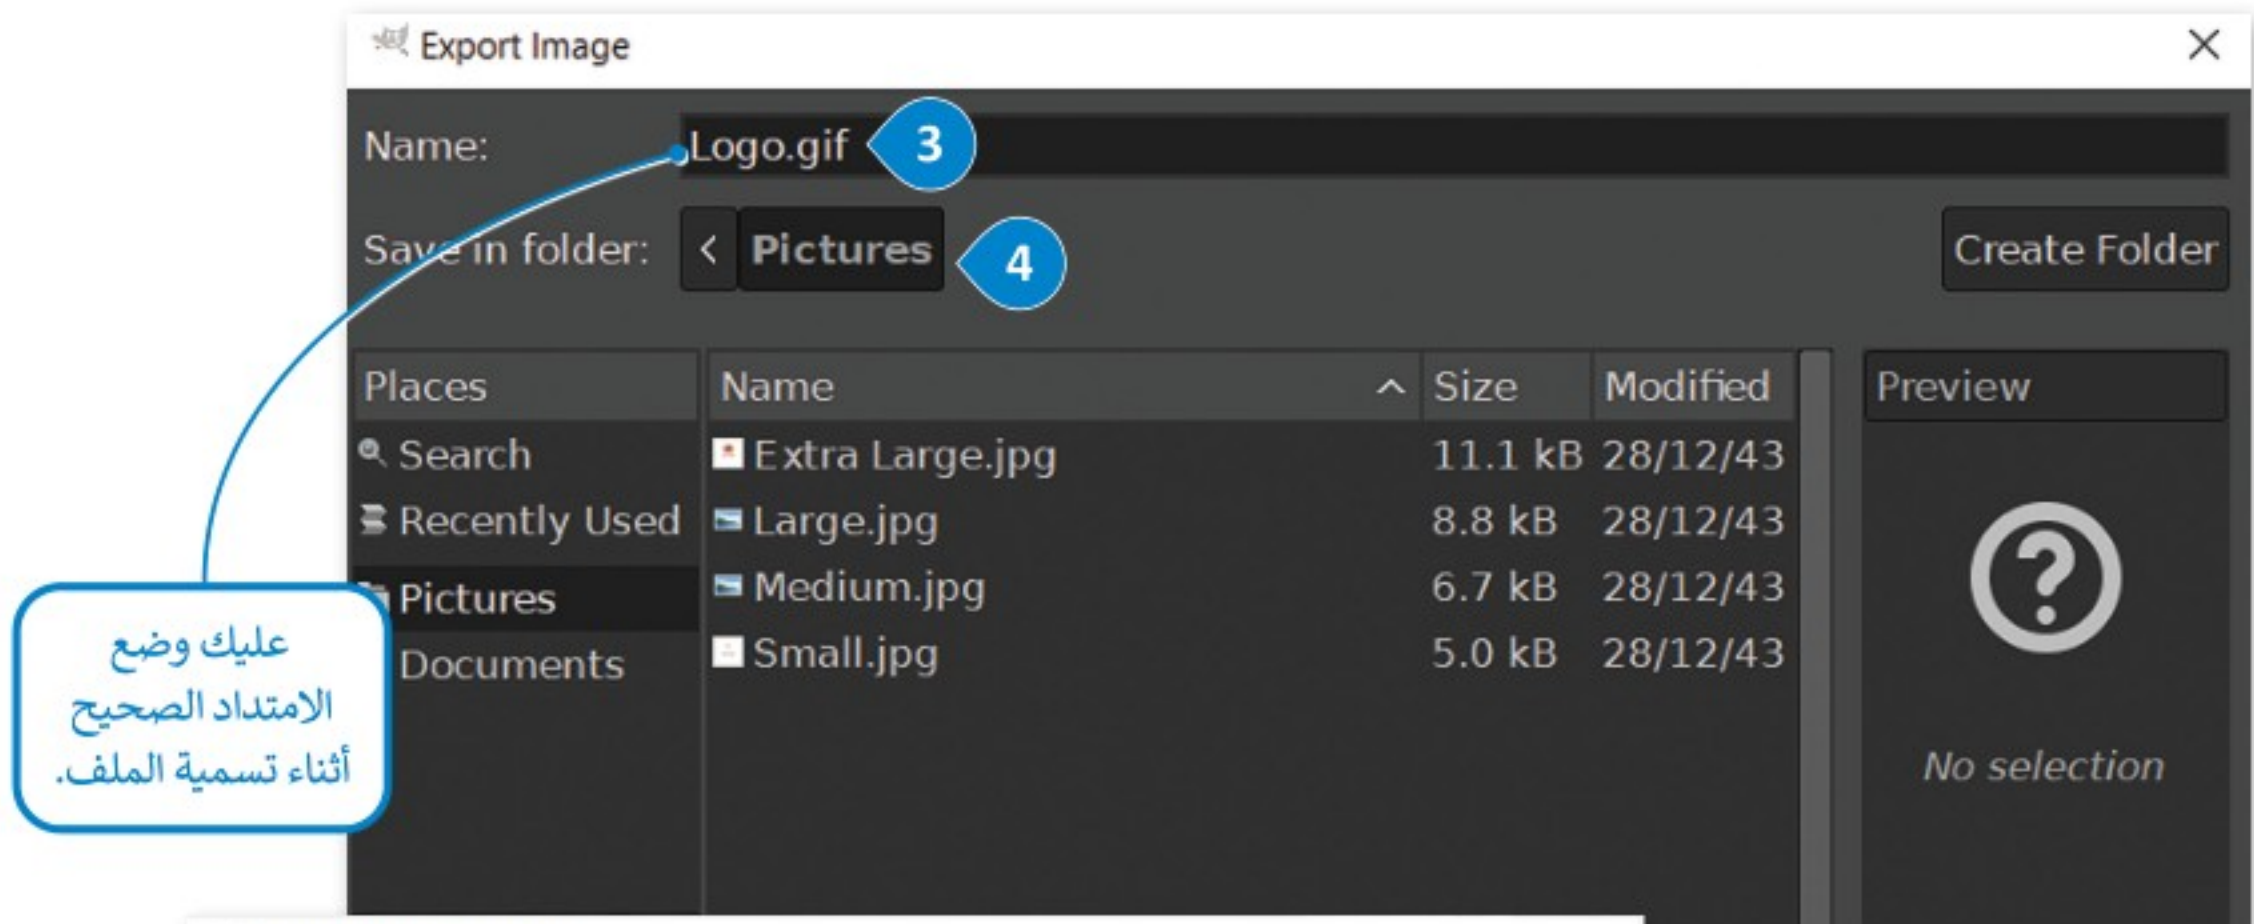 Export Image
Name: Logo.gif 3
Save in folder: < Pictures 4 Create Folder
Places Name Size Modified Preview
Search Extra Large.jpg 11.1 kB 28/12/43
Recently Used Large.jpg 8.8 kB 28/12/43
Pictures Medium.jpg 6.7 kB 28/12/43
Documents Small.jpg 5.0 kB 28/12/43
No selection
عليك وضع
الامتداد الصحيح
أثناء تسمية الملف.